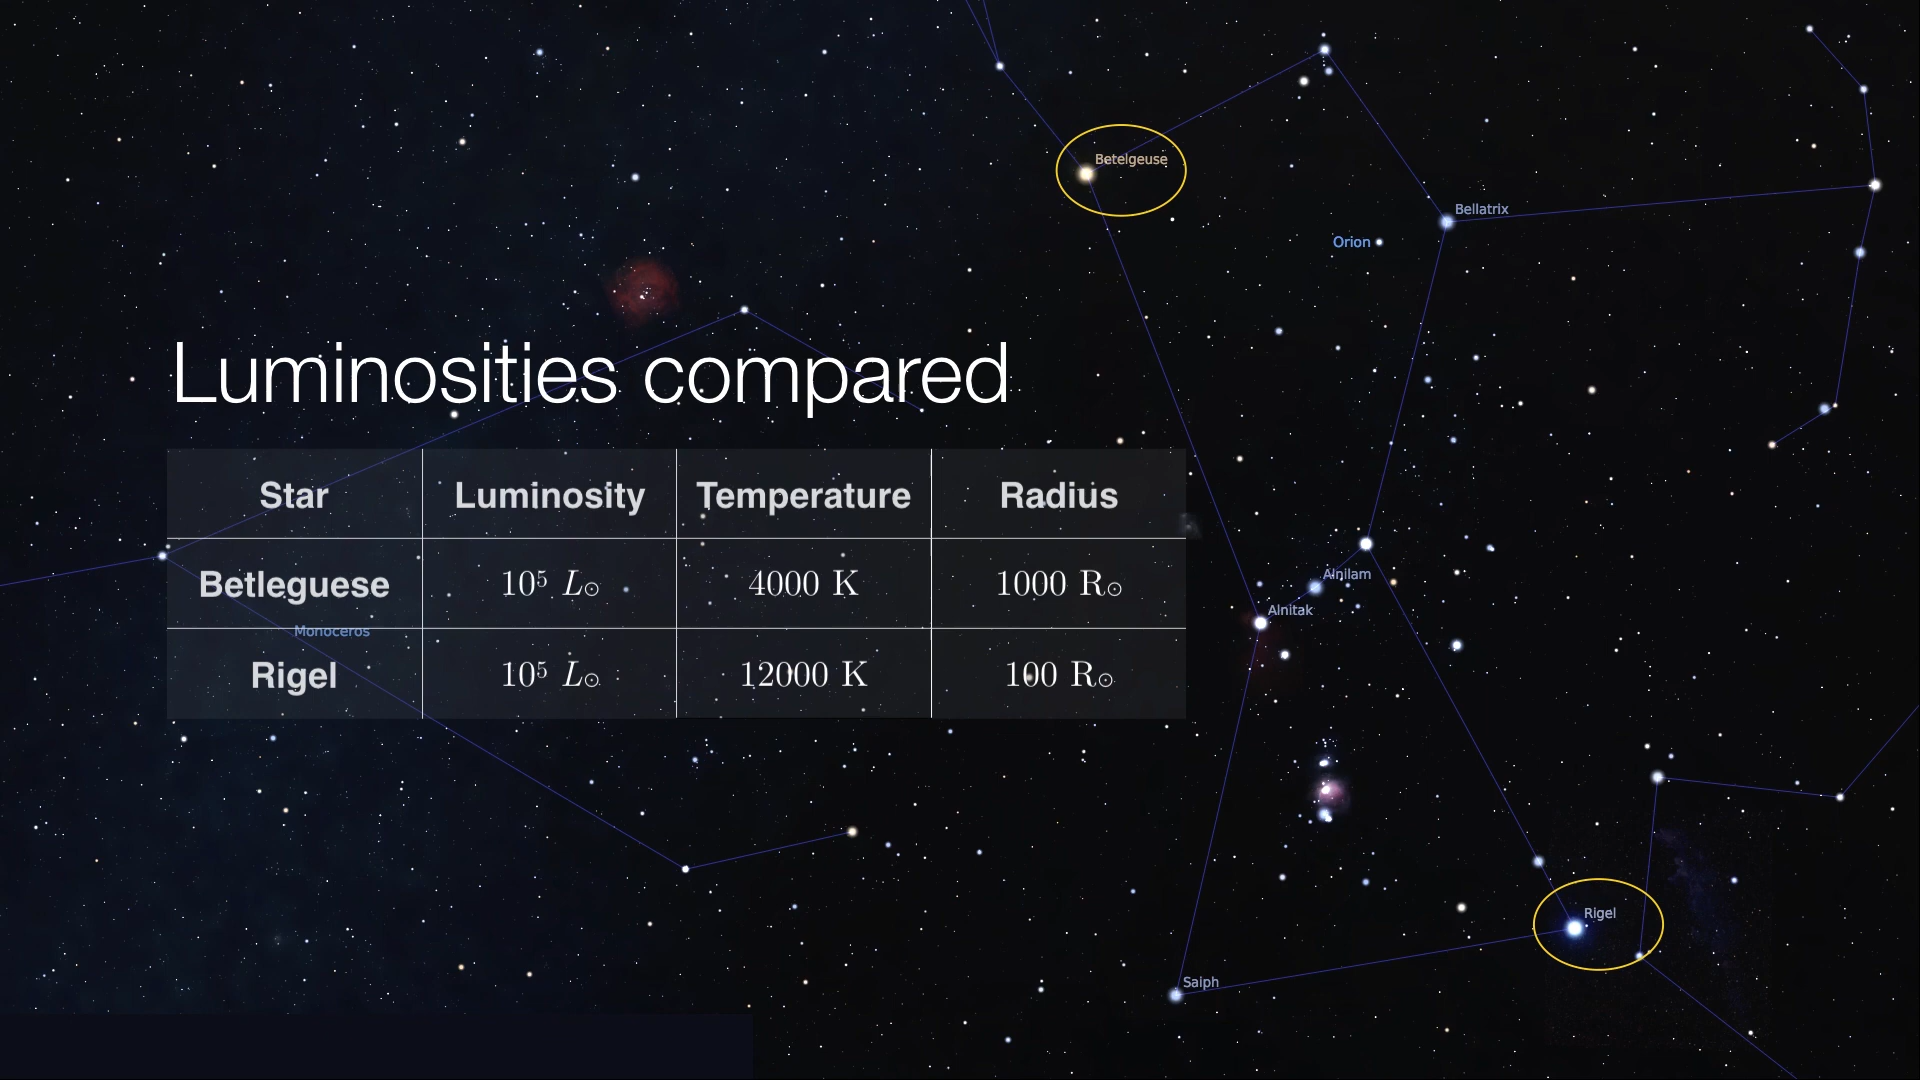 Betelgeuse
Bellatrix
Orion
Luminosities compared
Star Luminosity Temperature Radius
Betleguese 10⁵ L☉ 4000 K 1000 R☉
Alnilam
Alnitak
Monoceros
Rigel 10⁵ L☉ 12000 K 100 R☉
Rigel
Saiph